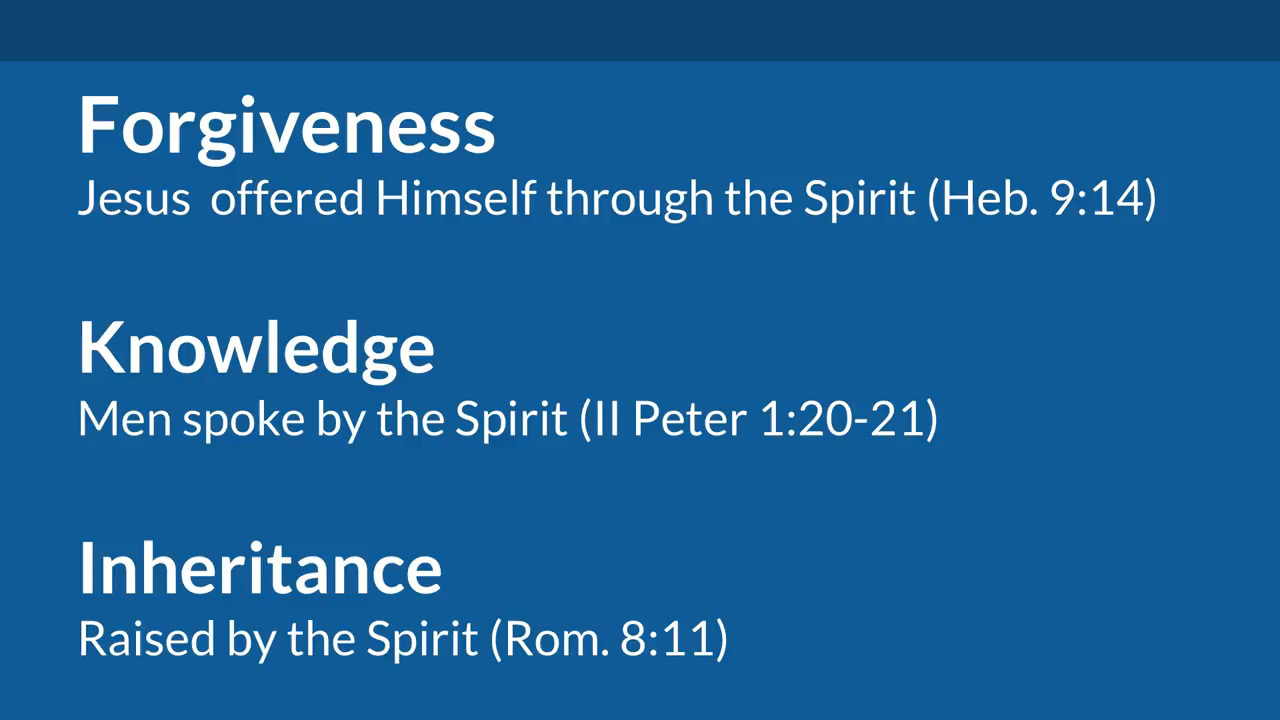 Forgiveness
Jesus  offered Himself through the Spirit (Heb. 9:14)
Knowledge
Men spoke by the Spirit (II Peter 1:20-21)
Inheritance
Raised by the Spirit (Rom. 8:11)